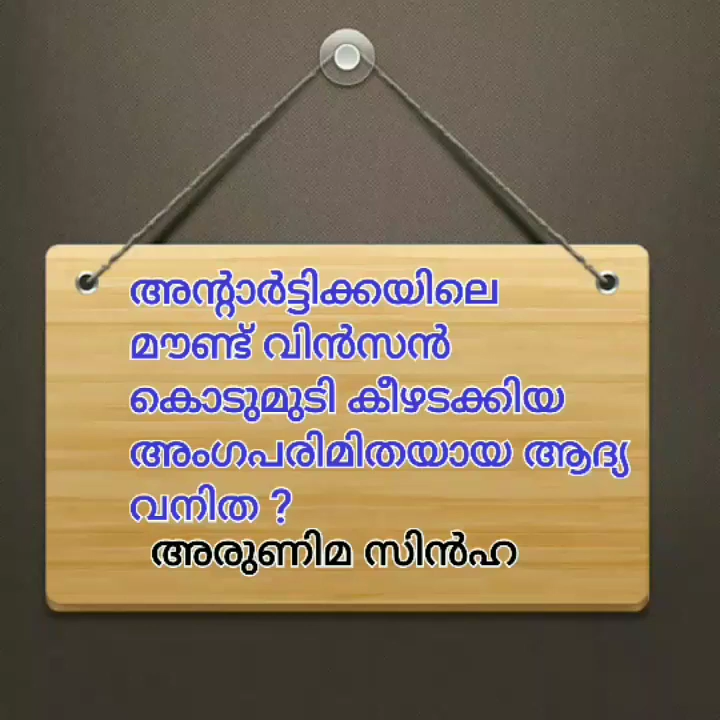 അന്റാർട്ടിക്കയിലെ
മൗണ്ട് വിൻസൻ
കൊടുമുടി കീഴടക്കിയ
അംഗപരിമിതയായ ആദ്യ
വനിത ?
അരുണിമ സിൻഹ